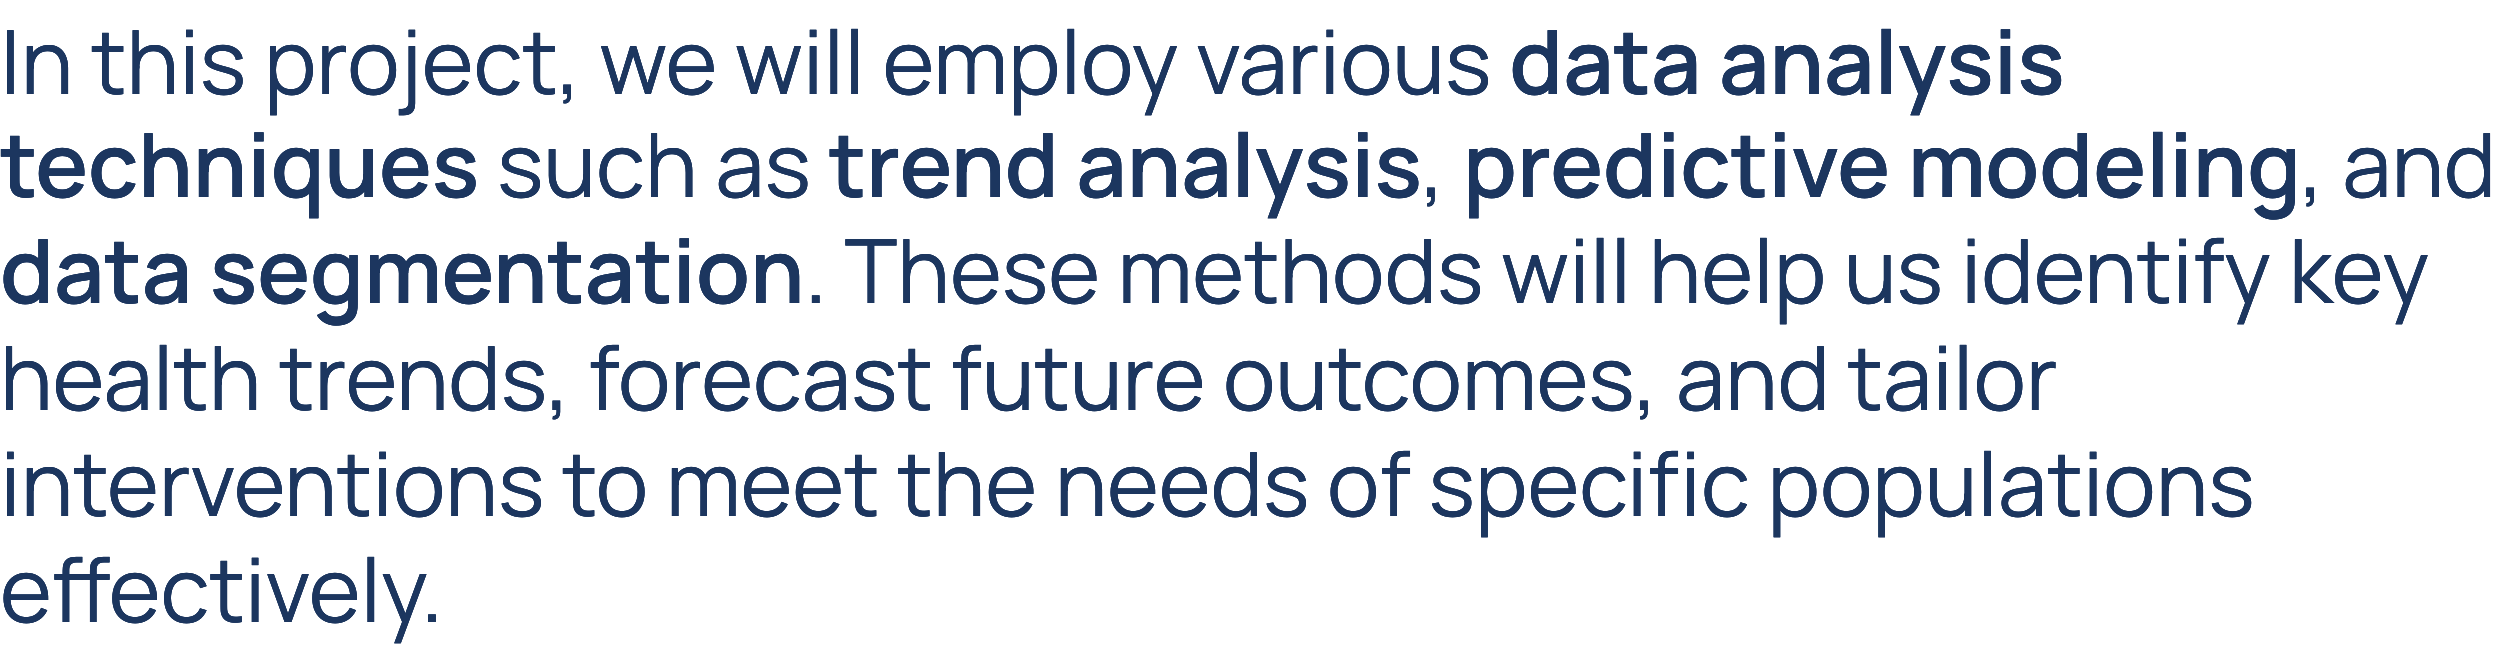 In this project, we will employ various data analysis
techniques such as trend analysis, predictive modeling, and
data segmentation. These methods will help us identify key
health trends, forecast future outcomes, and tailor
interventions to meet the needs of specific populations
effectively.